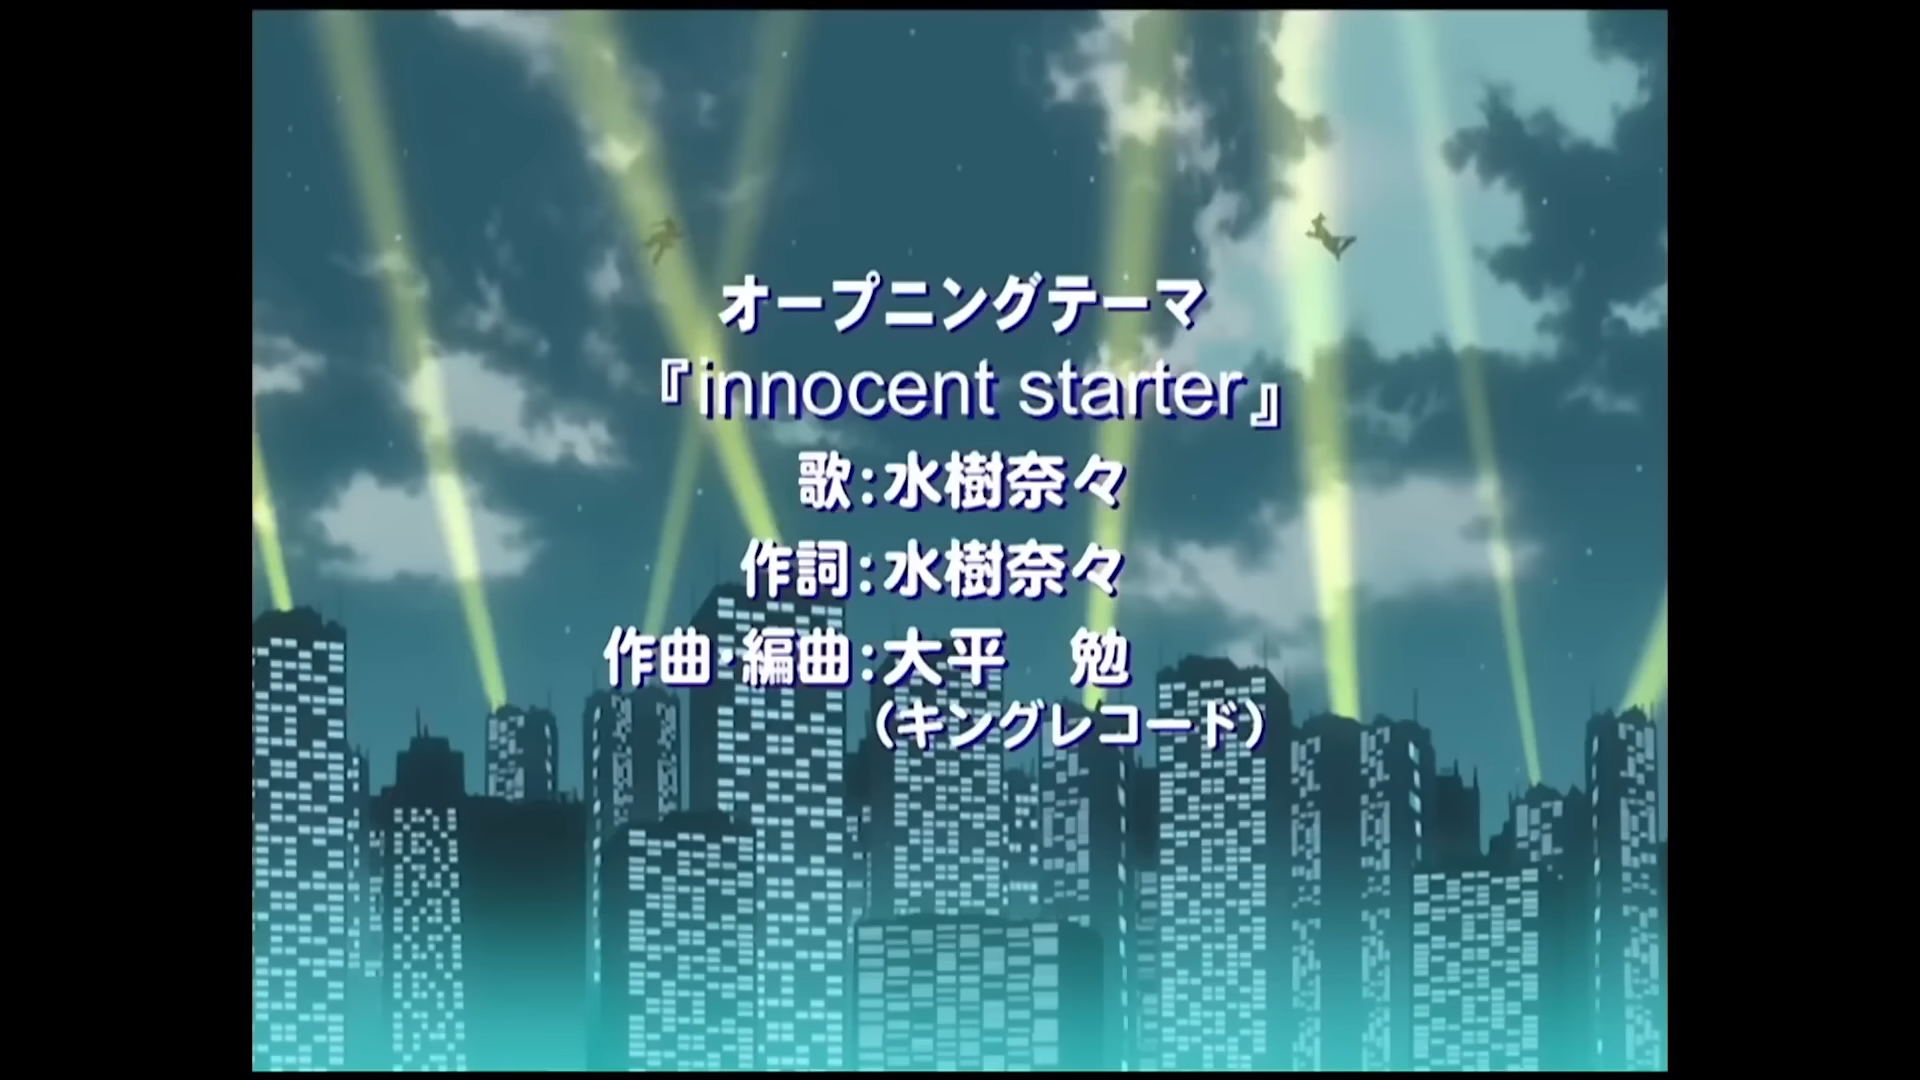 オープニングテーマ
『innocent starter』
歌:水樹奈々
作詞:水樹奈々
作曲・編曲:大平　勉
(キングレコード)